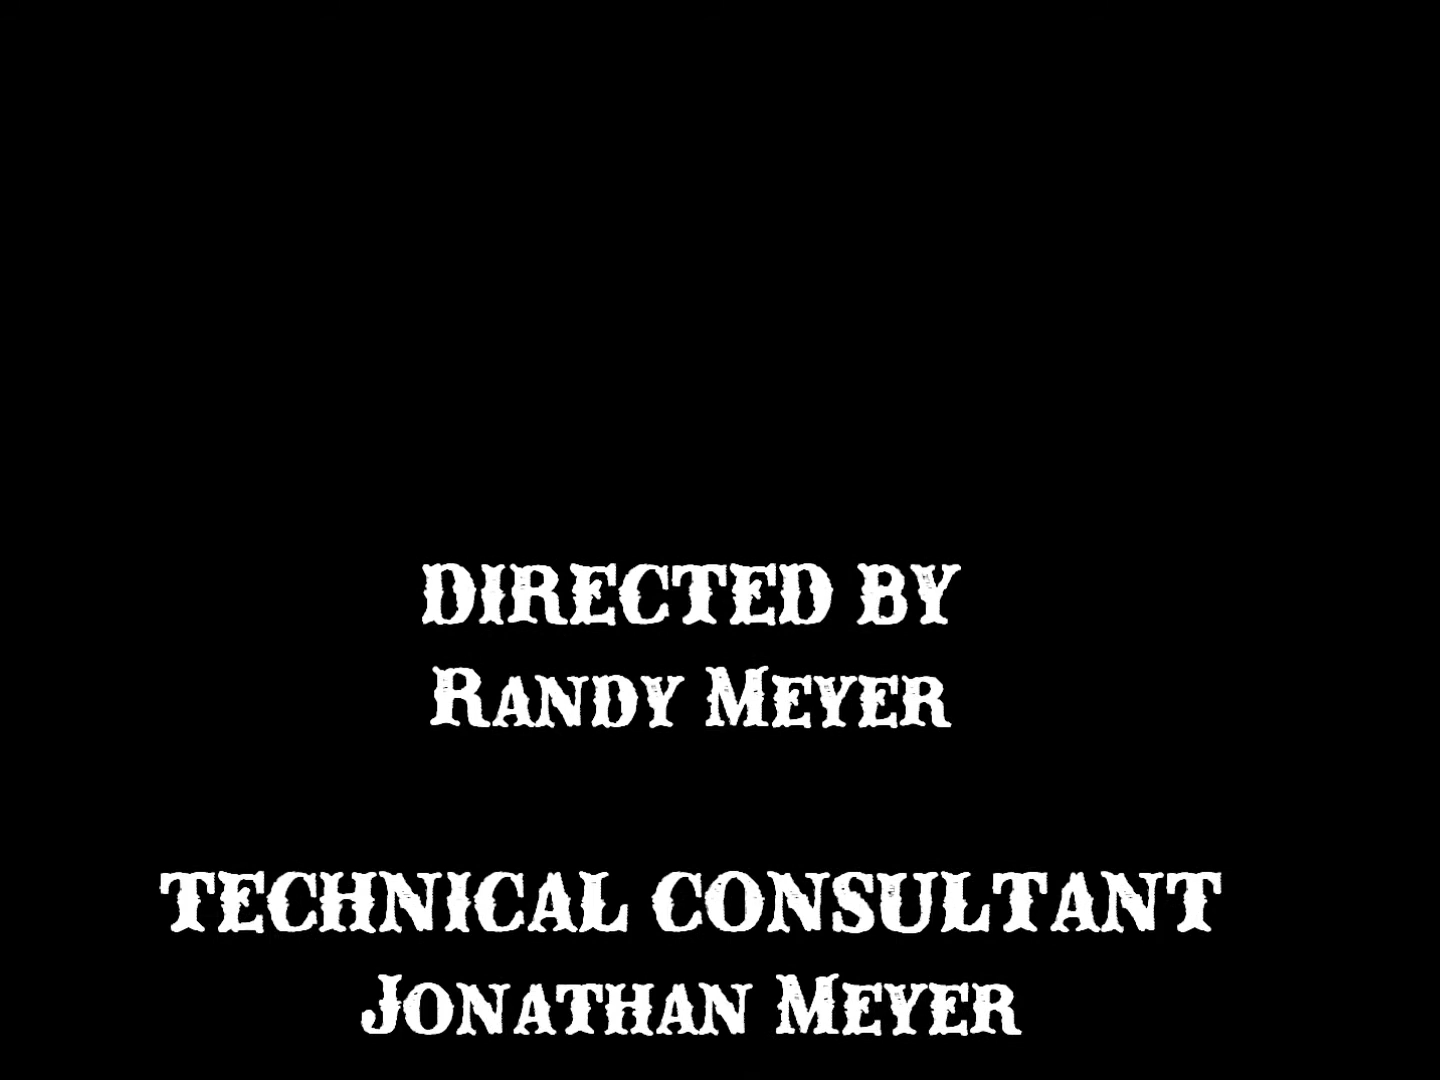 DIRECTED BY
Randy Meyer
TECHNICAL CONSULTANT
Jonathan Meyer